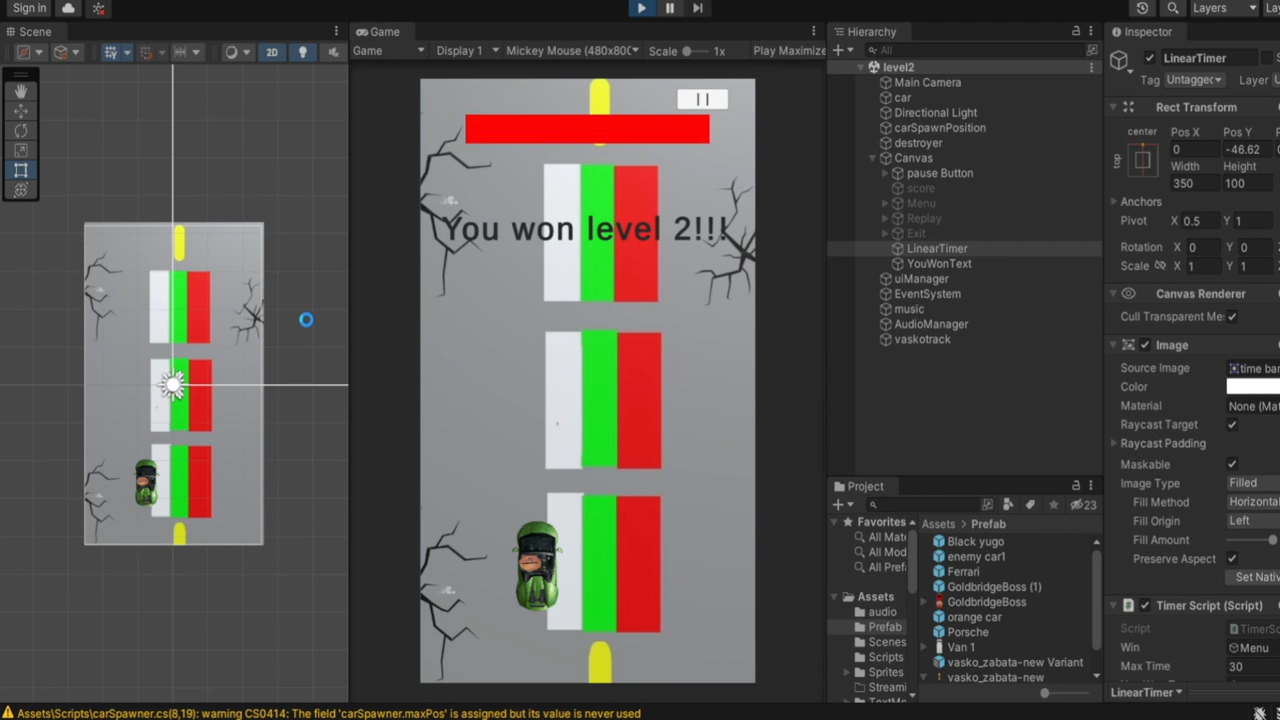 Sign in
Layers
Scene
Game
Hierarchy
Inspector
Game
Display 1
Mickey Mouse (480x80
Scale
1x
Play Maximize
2D
All
LinearTimer
Tag
Untagged
Layer
level2
Main Camera
car
Directional Light
carSpawnPosition
destroyer
Canvas
pause Button
score
Menu
Replay
Exit
LinearTimer
YouWonText
uiManager
EventSystem
music
AudioManager
vaskotrack
You won level 2!!!
Rect Transform
center
top
Pos X
Pos Y
0
-46.62
Width
Height
350
100
Anchors
Pivot
X 0.5
Y 1
Rotation
X 0
Y 0
Scale
X 1
Y 1
Canvas Renderer
Cull Transparent Me
Image
Source Image
time bar
Color
Material
None (Mat
Raycast Target
Raycast Padding
Maskable
Image Type
Filled
Fill Method
Horizontal
Fill Origin
Left
Fill Amount
Preserve Aspect
Set Nativ
Timer Script (Script)
Script
TimerSc
Win
Menu
Max Time
30
LinearTimer
Project
23
Favorites
All Mate
All Mod
All Prefa
Assets
audio
Prefab
Scenes
Scripts
Sprites
Streami
TextMe
Assets > Prefab
Black yugo
enemy car1
Ferrari
GoldbridgeBoss (1)
GoldbridgeBoss
orange car
Porsche
Van 1
vasko_zabata-new Variant
vasko_zabata-new
Assets\Scripts\carSpawner.cs(8,19): warning CS0414: The field 'carSpawner.maxPos' is assigned but its value is never used